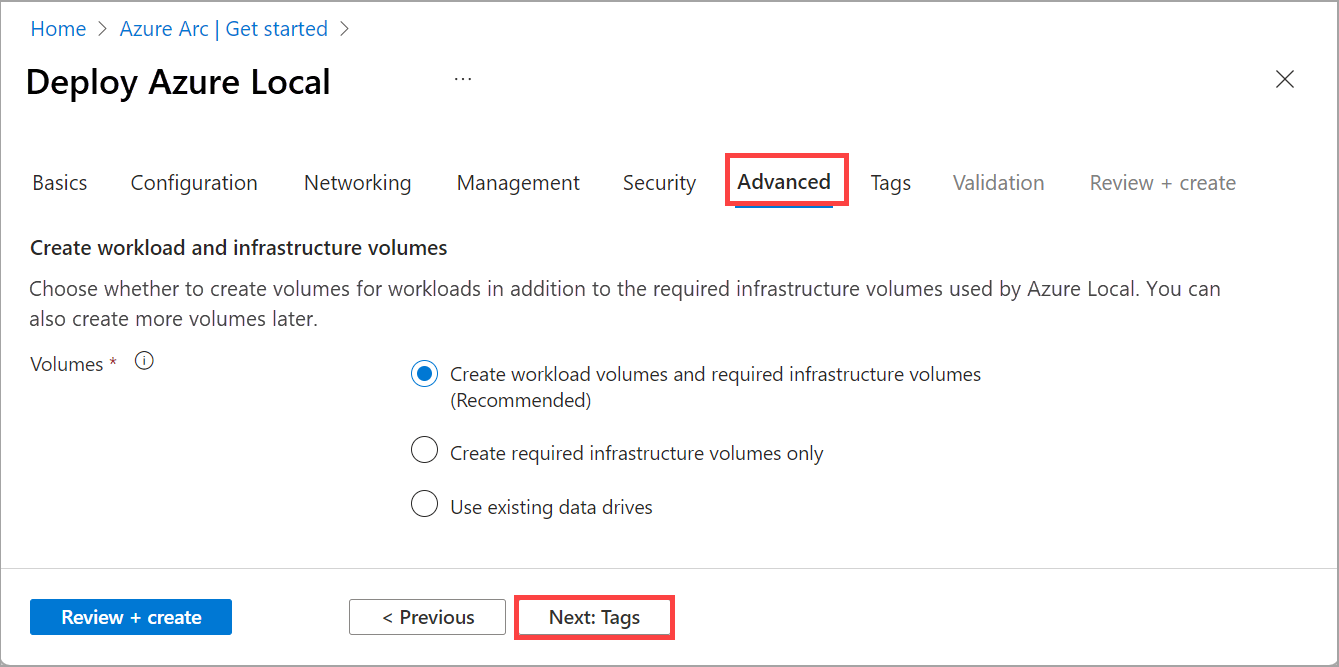 Home > Azure Arc | Get started >
Deploy Azure Local ...
Basics Configuration Networking Management Security Advanced Tags Validation Review + create
Create workload and infrastructure volumes
Choose whether to create volumes for workloads in addition to the required infrastructure volumes used by Azure Local. You can
also create more volumes later.
Volumes *
Create workload volumes and required infrastructure volumes
(Recommended)
Create required infrastructure volumes only
Use existing data drives
Review + create < Previous Next: Tags